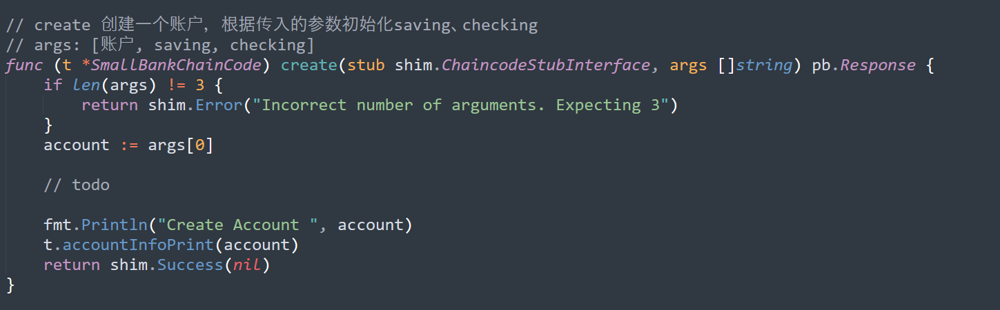 // create 创建一个账户, 根据传入的参数初始化saving、checking
// args: [账户, saving, checking]
func (t *SmallBankChainCode) create(stub shim.ChaincodeStubInterface, args []string) pb.Response {
    if len(args) != 3 {
        return shim.Error("Incorrect number of arguments. Expecting 3")
    }
    account := args[0]

    // todo

    fmt.Println("Create Account ", account)
    t.accountInfoPrint(account)
    return shim.Success(nil)
}